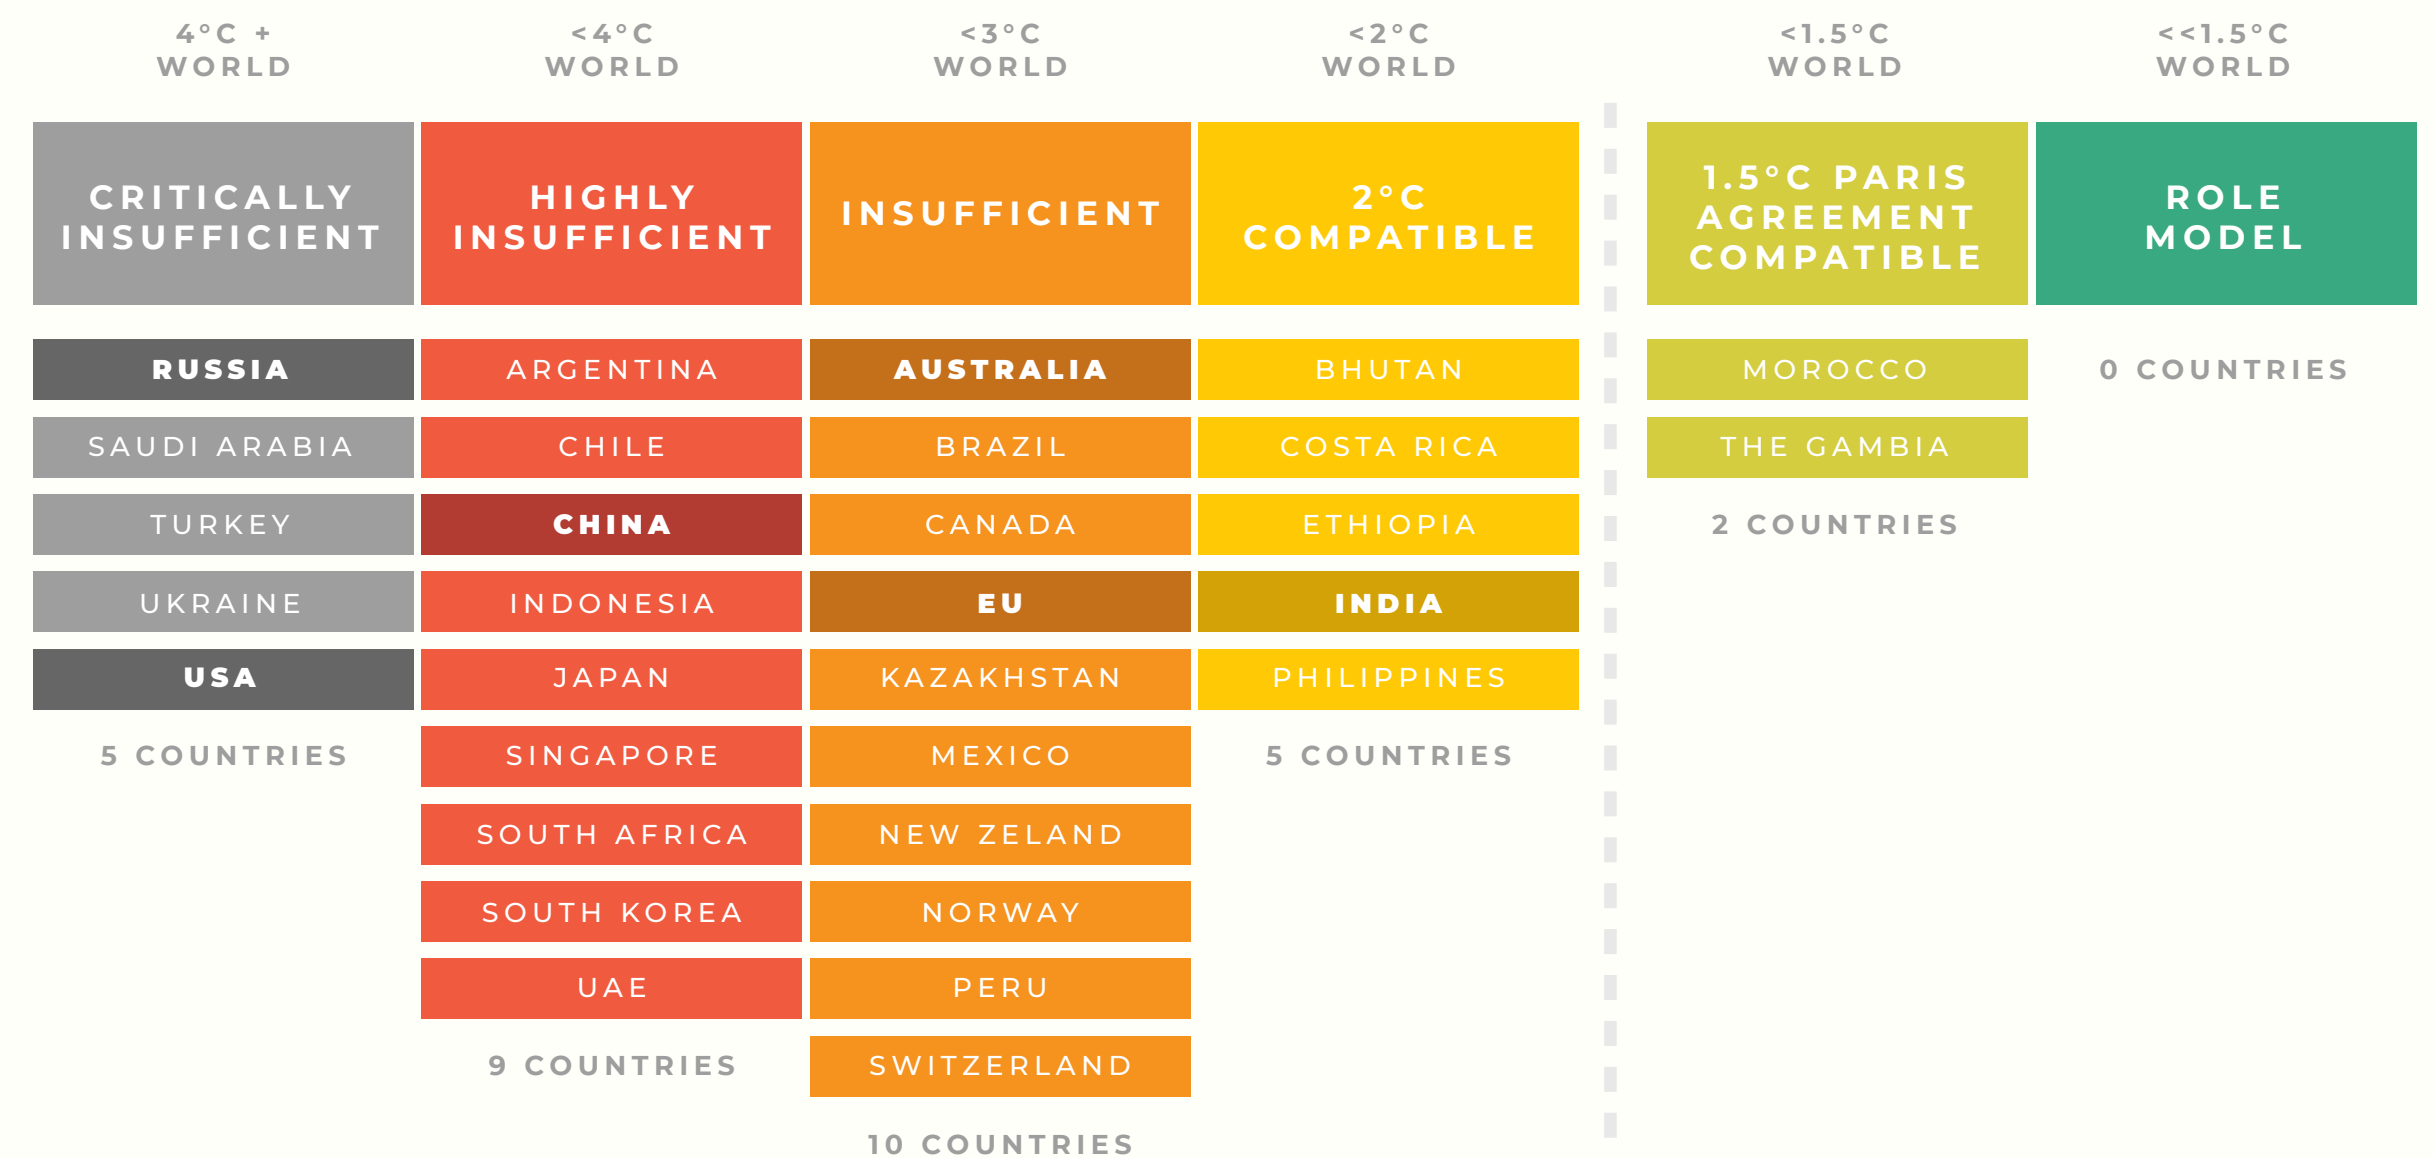 4°C +
WORLD
<4°C
WORLD
<3°C
WORLD
<2°C
WORLD
<1.5°C
WORLD
<<1.5°C
WORLD
CRITICALLY
INSUFFICIENT
HIGHLY
INSUFFICIENT
INSUFFICIENT
2°C
COMPATIBLE
1.5°C PARIS
AGREEMENT
COMPATIBLE
ROLE
MODEL
RUSSIA
SAUDI ARABIA
TURKEY
UKRAINE
USA
5 COUNTRIES
ARGENTINA
CHILE
CHINA
INDONESIA
JAPAN
SINGAPORE
SOUTH AFRICA
SOUTH KOREA
UAE
9 COUNTRIES
AUSTRALIA
BRAZIL
CANADA
EU
KAZAKHSTAN
MEXICO
NEW ZELAND
NORWAY
PERU
SWITZERLAND
10 COUNTRIES
BHUTAN
COSTA RICA
ETHIOPIA
INDIA
PHILIPPINES
5 COUNTRIES
MOROCCO
THE GAMBIA
2 COUNTRIES
0 COUNTRIES